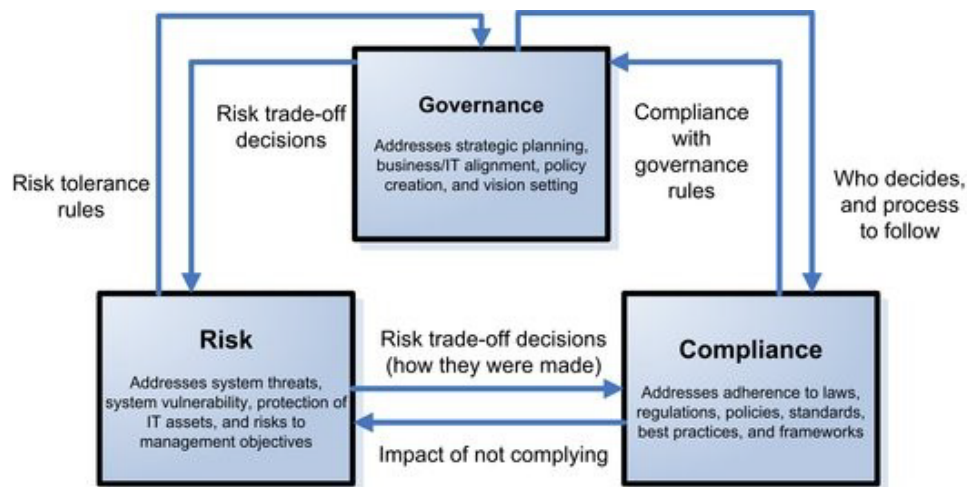 Governance
Addresses strategic planning,
business/IT alignment, policy
creation, and vision setting
Risk trade-off
decisions
Compliance
with
governance
rules
Risk tolerance
rules
Who decides,
and process
to follow
Risk
Addresses system threats,
system vulnerability, protection of
IT assets, and risks to
management objectives
Risk trade-off decisions
(how they were made)
Impact of not complying
Compliance
Addresses adherence to laws,
regulations, policies, standards,
best practices, and frameworks